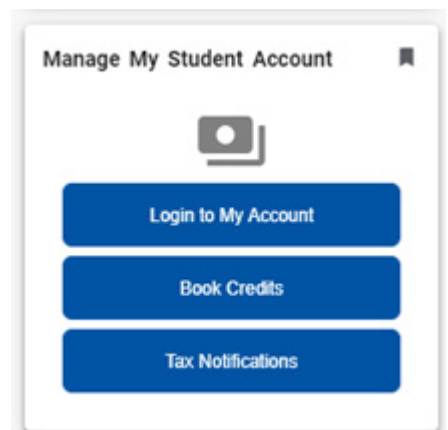 Manage My Student Account
Login to My Account
Book Credits
Tax Notifications